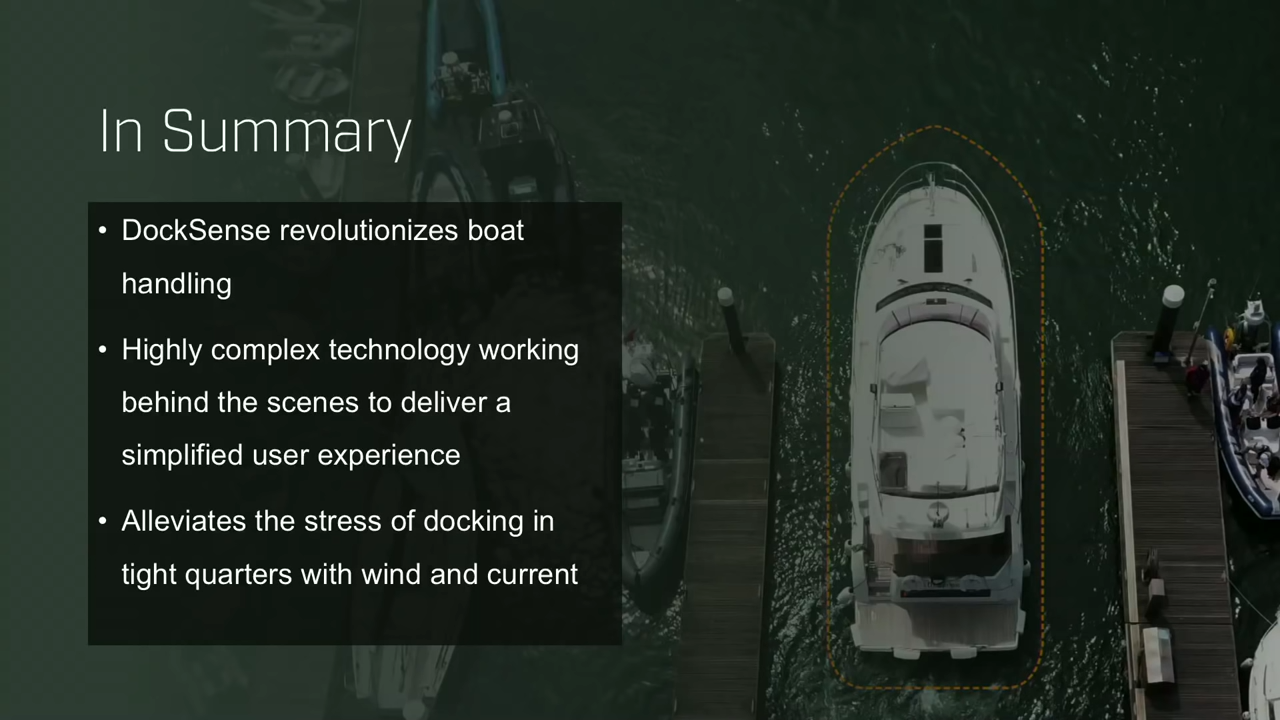 In Summary
• DockSense revolutionizes boat
handling
• Highly complex technology working
behind the scenes to deliver a
simplified user experience
• Alleviates the stress of docking in
tight quarters with wind and current